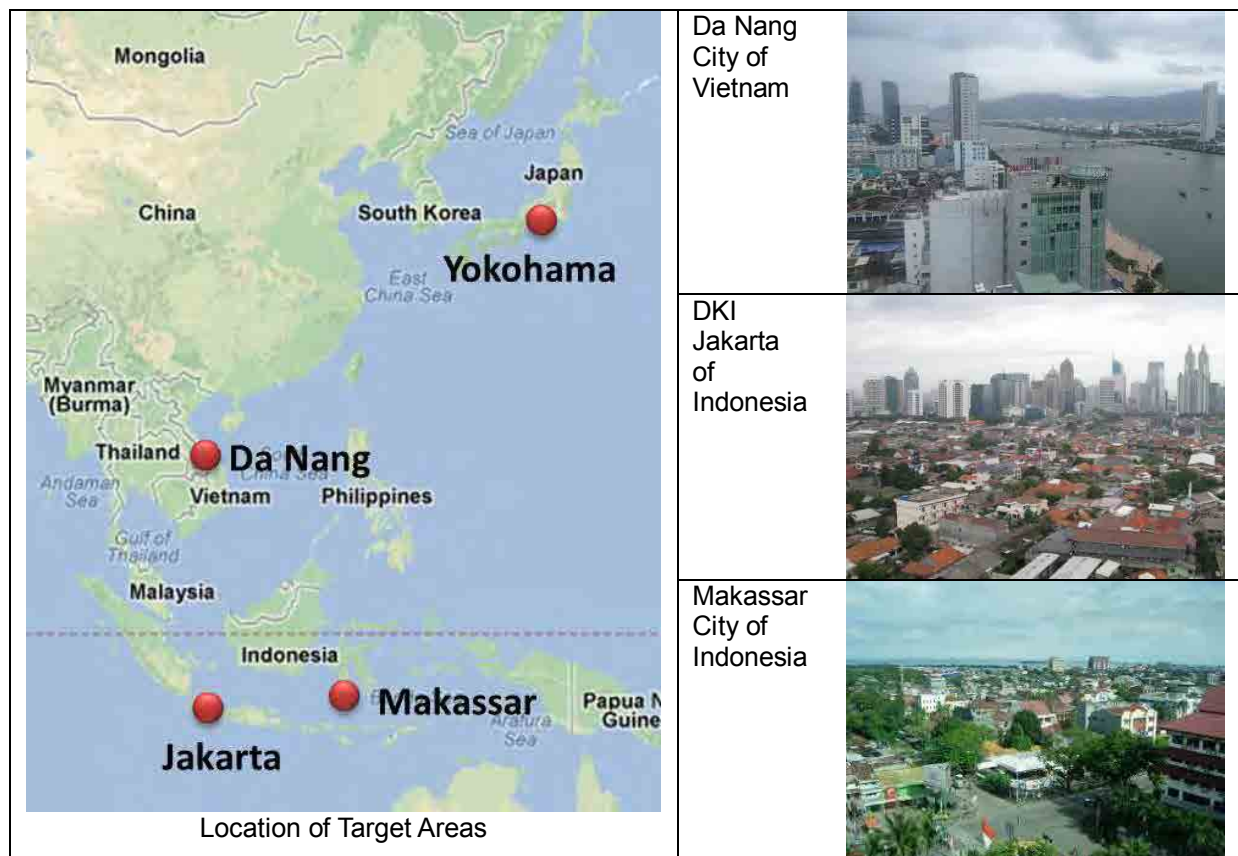 Mongolia
Sea of Japan
Japan
China
South Korea
Yokohama
East
China Sea
Myanmar
(Burma)
Thailand
Da Nang
China Sea
Andaman
Sea
Vietnam
Philippines
Gulf of
Thailand
Malaysia
Indonesia
Makassar
Papua N
Guine
Arafura
Sea
Jakarta
Location of Target Areas
Da Nang
City of
Vietnam
DKI
Jakarta
of
Indonesia
Makassar
City of
Indonesia